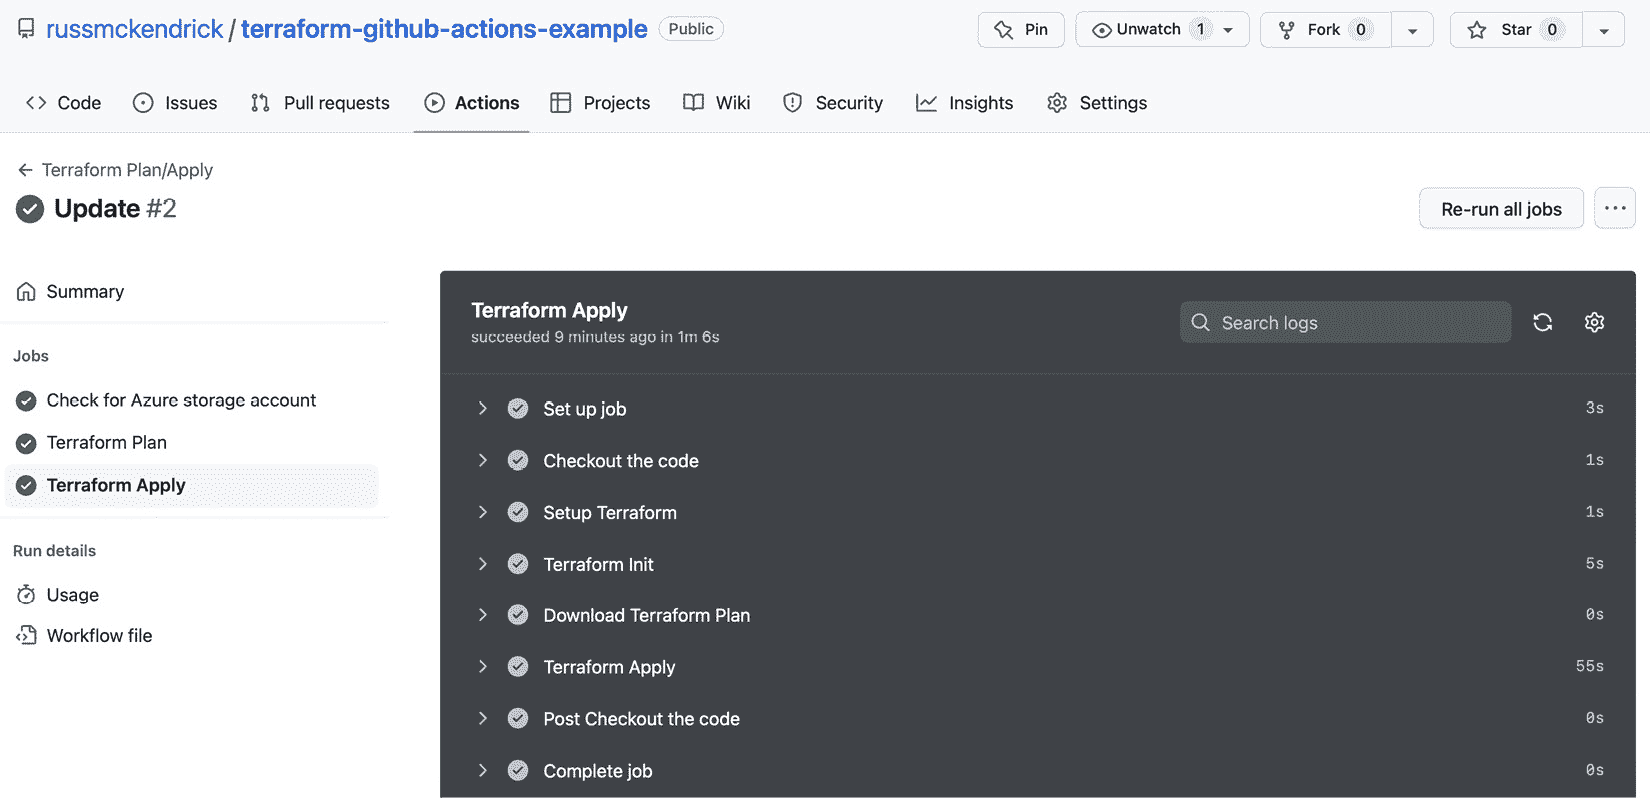 russmckendrick / terraform-github-actions-example Public Pin Unwatch 1 Fork 0 Star 0
Code Issues Pull requests Actions Projects Wiki Security Insights Settings
Terraform Plan/Apply
Update #2
Re-run all jobs
Summary
Jobs
Check for Azure storage account
Terraform Plan
Terraform Apply
Run details
Usage
Workflow file
Terraform Apply
succeeded 9 minutes ago in 1m 6s
Search logs
Set up job 3s
Checkout the code 1s
Setup Terraform 1s
Terraform Init 5s
Download Terraform Plan 0s
Terraform Apply 55s
Post Checkout the code 0s
Complete job 0s